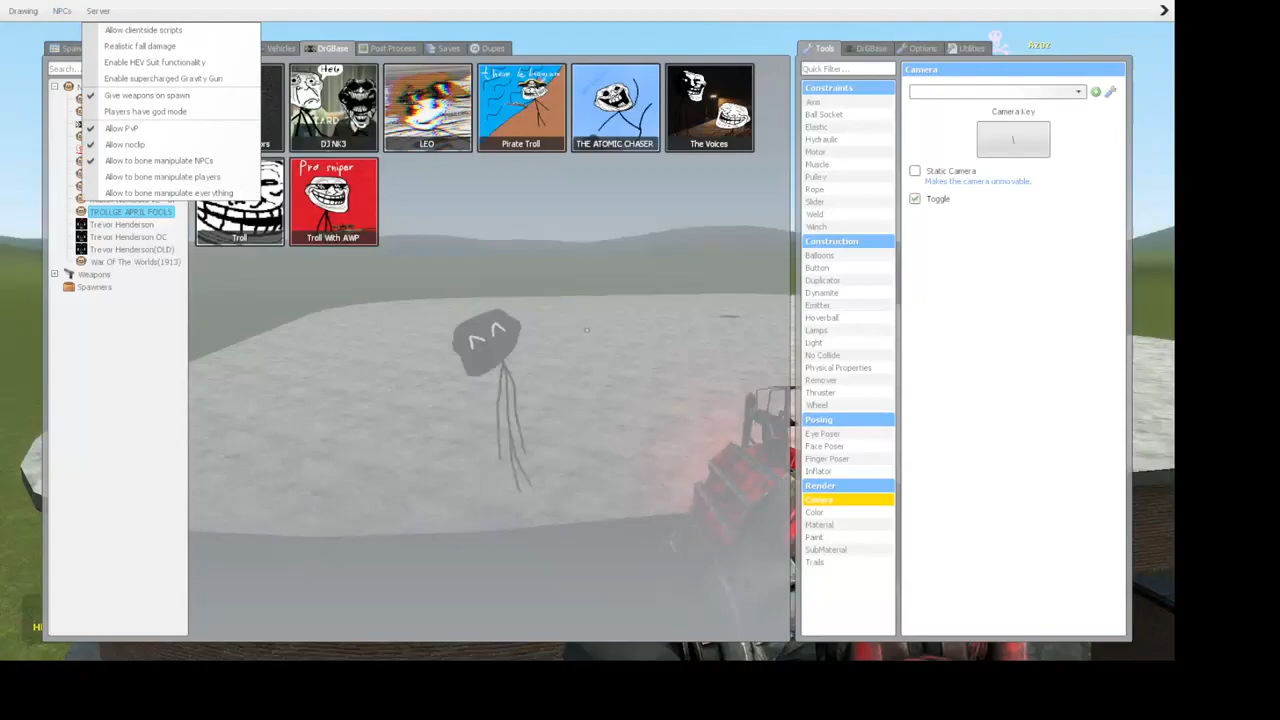 Drawing NPCs Server
Allow clientside scripts
Realistic fall damage
Enable HEV Suit functionality
Enable supercharged Gravity Gun
Give weapons on spawn
Players have god mode
Allow PvP
Allow noclip
Allow to bone manipulate NPCs
Allow to bone manipulate players
Allow to bone manipulate everything
Vehicles DrGBase Post Process Saves Dupes
Search...
TROLLGE APRIL FOOLS
Trevor Henderson
Trevor Henderson OC
Trevor Henderson(OLD)
War Of The Worlds(1913)
Weapons
Spawners
DJ NK3
LEO
Pirate Troll
THE ATOMIC CHASER
The Voices
Troll
Pro sniper
Troll With AWP
Tools DrGBase Options Utilities
Quick Filter...
Constraints
Axis
Ball Socket
Elastic
Hydraulic
Motor
Muscle
Pulley
Rope
Slider
Weld
Winch
Construction
Balloons
Button
Duplicator
Dynamite
Emitter
Hoverball
Lamps
Light
No Collide
Physical Properties
Remover
Thruster
Wheel
Posing
Eye Poser
Face Poser
Finger Poser
Inflator
Render
Camera
Color
Material
Paint
SubMaterial
Trails
Camera
Camera Key
\
Static Camera
Makes the camera unmovable.
Toggle